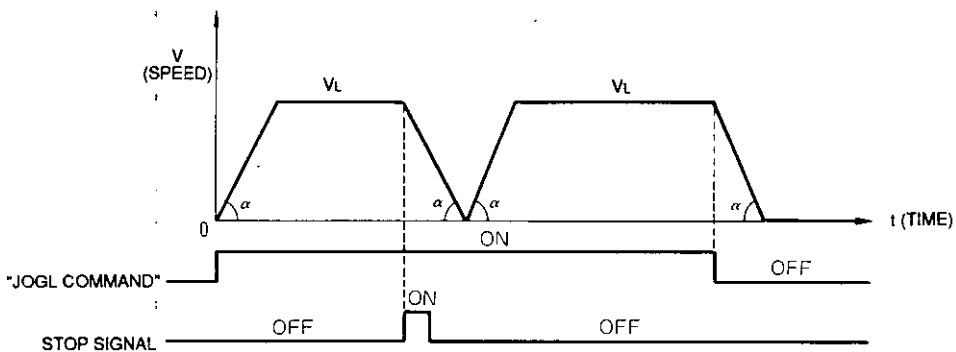 V
(SPEED)
VL
VL
α
α
α
α
0
t (TIME)
ON
"JOGL COMMAND"
OFF
ON
OFF
OFF
STOP SIGNAL